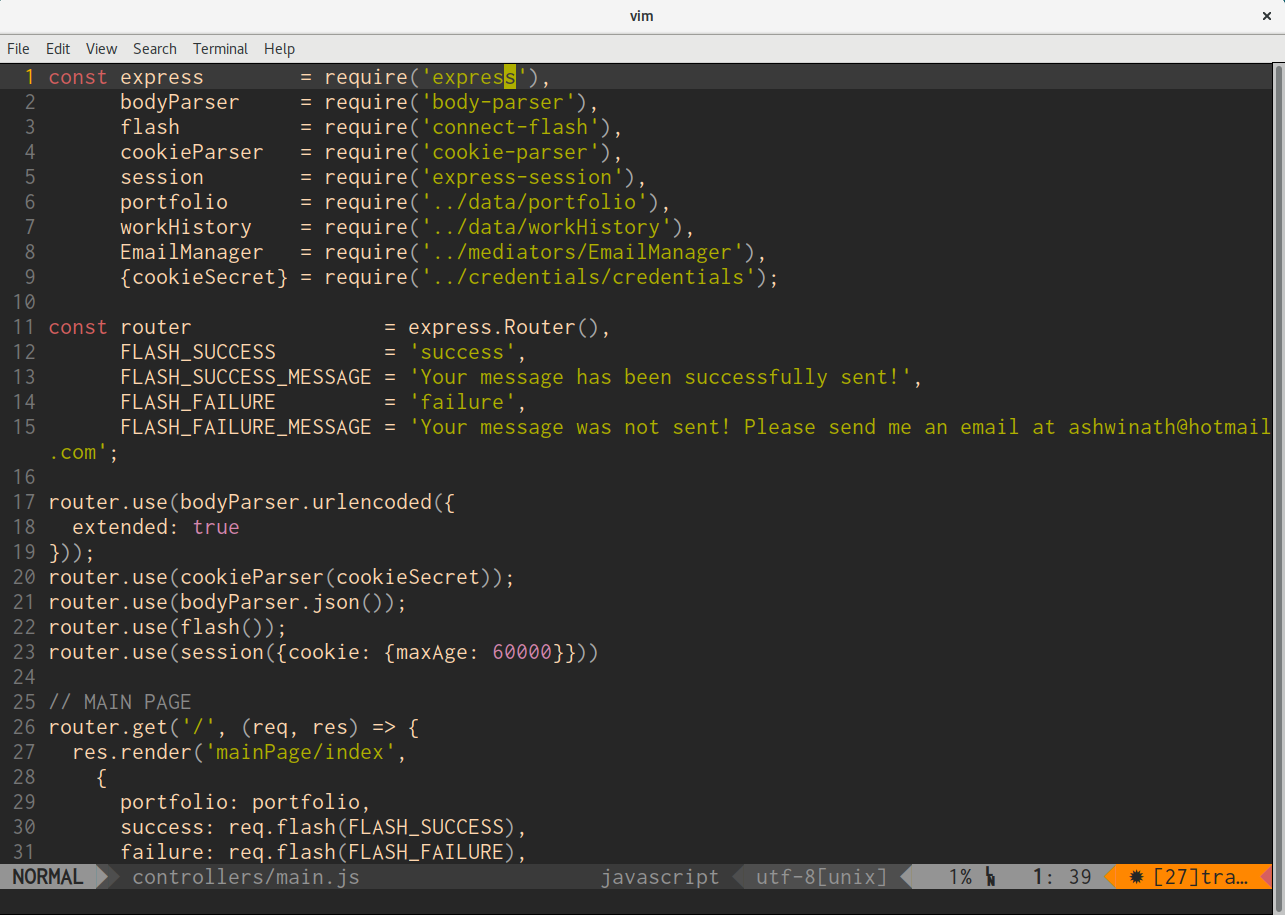 vim ×
File Edit View Search Terminal Help
1 const express        = require('express'),
2       bodyParser     = require('body-parser'),
3       flash          = require('connect-flash'),
4       cookieParser   = require('cookie-parser'),
5       session        = require('express-session'),
6       portfolio      = require('../data/portfolio'),
7       workHistory    = require('../data/workHistory'),
8       EmailManager   = require('../mediators/EmailManager'),
9       {cookieSecret} = require('../credentials/credentials');
10
11 const router                = express.Router(),
12       FLASH_SUCCESS         = 'success',
13       FLASH_SUCCESS_MESSAGE = 'Your message has been successfully sent!',
14       FLASH_FAILURE         = 'failure',
15       FLASH_FAILURE_MESSAGE = 'Your message was not sent! Please send me an email at ashwinath@hotmail
.com';
16
17 router.use(bodyParser.urlencoded({
18   extended: true
19 }));
20 router.use(cookieParser(cookieSecret));
21 router.use(bodyParser.json());
22 router.use(flash());
23 router.use(session({cookie: {maxAge: 60000}}))
24
25 // MAIN PAGE
26 router.get('/', (req, res) => {
27   res.render('mainPage/index',
28     {
29       portfolio: portfolio,
30       success: req.flash(FLASH_SUCCESS),
31       failure: req.flash(FLASH_FAILURE),
NORMAL controllers/main.js javascript utf-8[unix] 1% ␤ 1: 39 ✹ [27]tra…